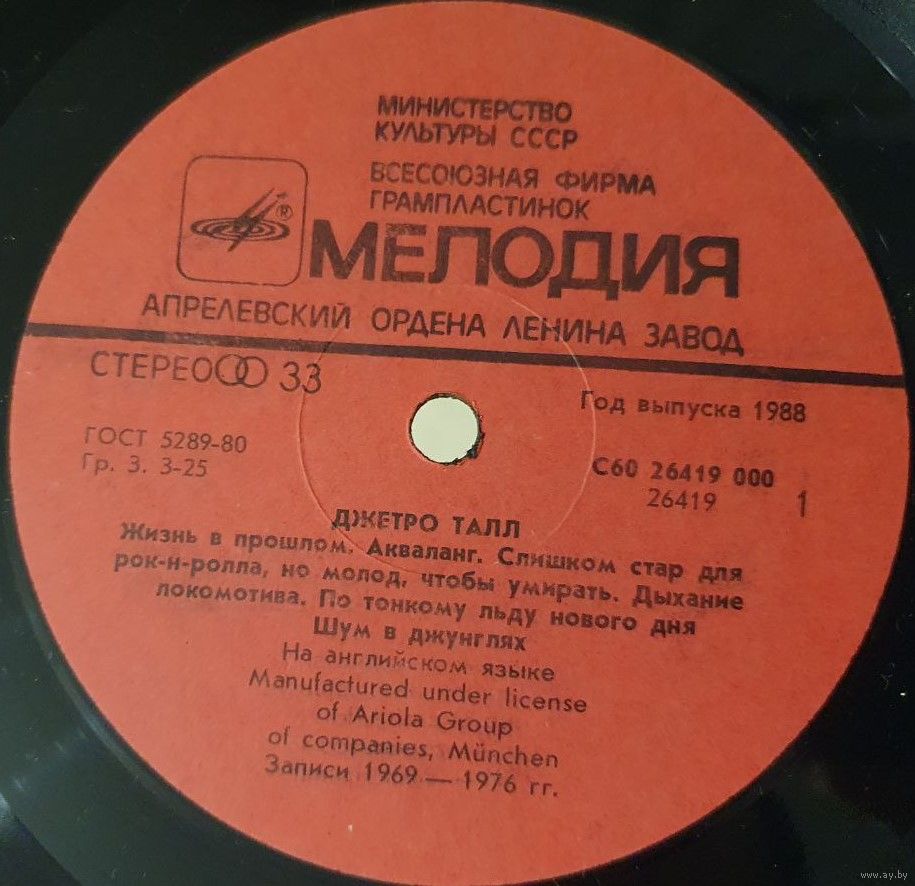 МИНИСТЕРСТВО
КУЛЬТУРЫ СССР
ВСЕСОЮЗНАЯ ФИРМА
ГРАМПЛАСТИНОК
®
МЕЛОДИЯ
АПРЕЛЕВСКИЙ ОРДЕНА ЛЕНИНА ЗАВОД
СТЕРЕО 33
Год выпуска 1988
ГОСТ 5289-80
Гр. 3. 3-25
С60 26419 000
26419 1
ДЖЕТРО ТАЛЛ
Жизнь в прошлом. Акваланг. Слишком стар для
рок-н-ролла, но молод, чтобы умирать. Дыхание
локомотива. По тонкому льду нового дня
Шум в джунглях
На английском языке
Manufactured under license
of Ariola Group
of companies, München
Записи 1969 — 1976 гг.
www.ay.by